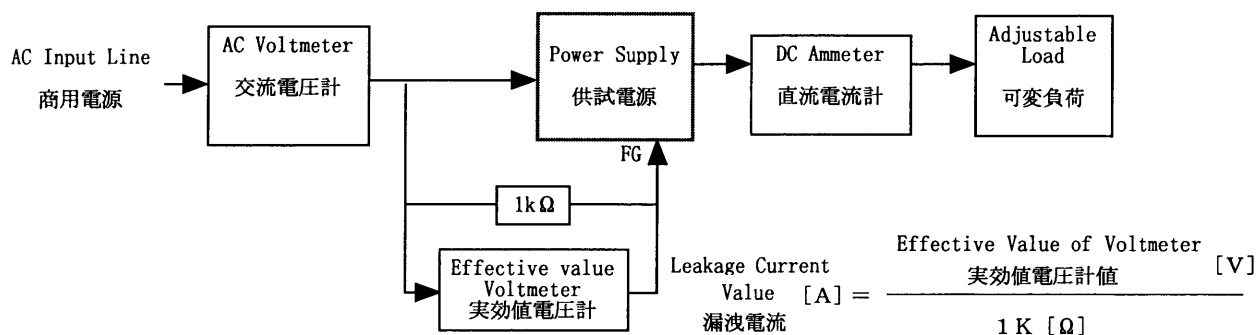 AC Input Line
商用電源
AC Voltmeter
交流電圧計
Power Supply
供試電源
DC Ammeter
直流電流計
Adjustable
Load
可変負荷
FG
1kΩ
Effective value
Voltmeter
実効値電圧計
Leakage Current
Value [A] =
漏洩電流
Effective Value of Voltmeter
実効値電圧計値 [V]
1K [Ω]